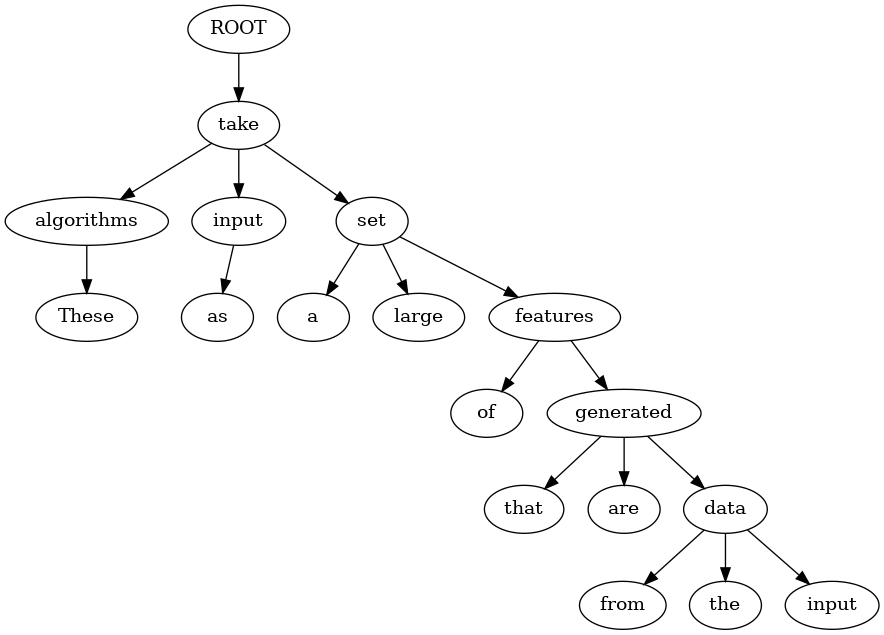 ROOT
take
algorithms input set
These as a large features
of generated
that are data
from the input